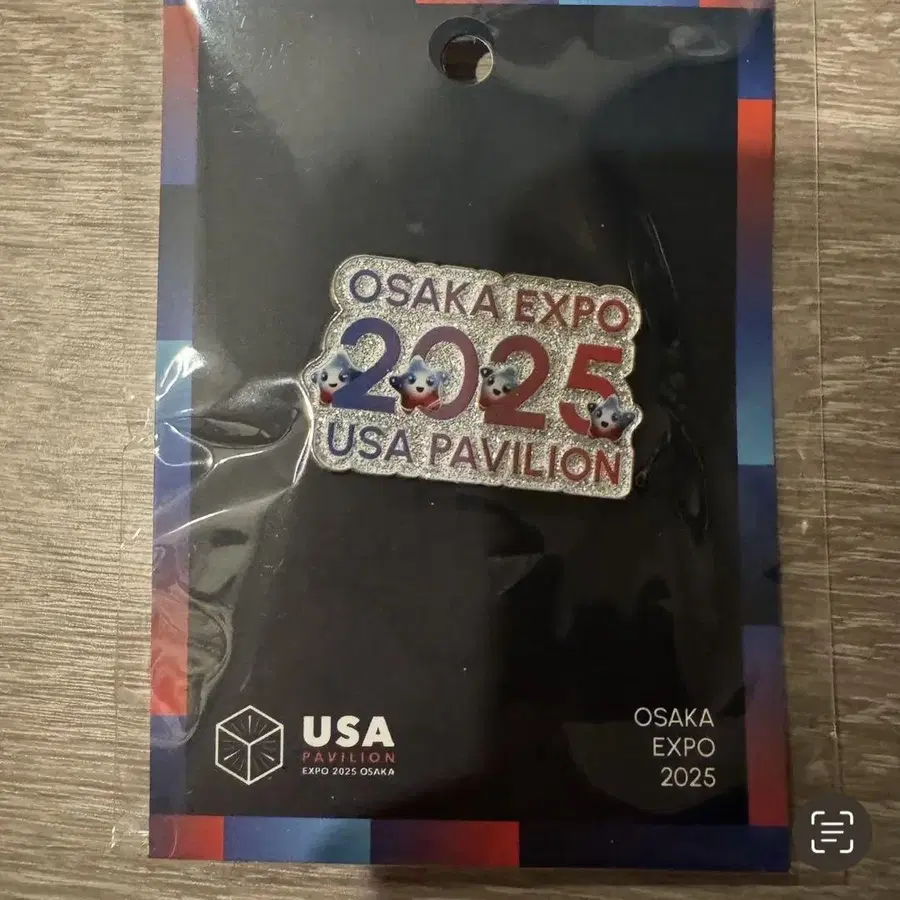 OSAKA EXPO
2025
USA PAVILION
USA
PAVILION
EXPO 2025 OSAKA
OSAKA
EXPO
2025